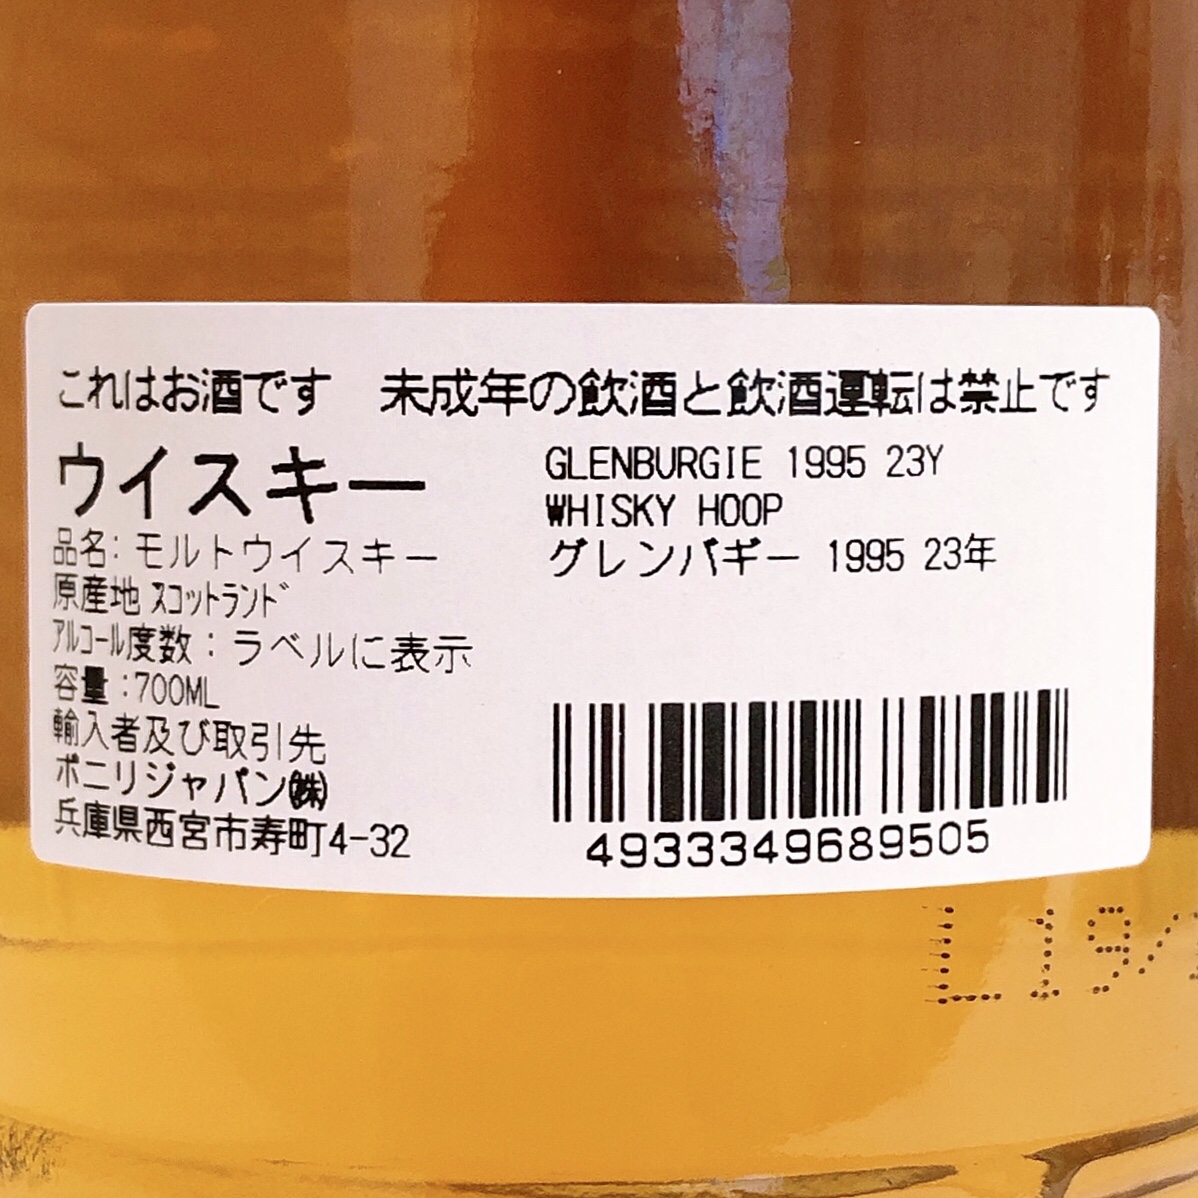 これはお酒です 未成年の飲酒と飲酒運転は禁止です
ウイスキー
品名: モルトウイスキー
原産地 ｽｺｯﾄﾗﾝﾄﾞ
ｱﾙｺｰﾙ度数：ラベルに表示
容量:700ML
輸入者及び取引先
ボニリジャパン㈱
兵庫県西宮市寿町4-32
GLENBURGIE 1995 23Y
WHISKY HOOP
グレンバギー 1995 23年
4933349689505
L19/